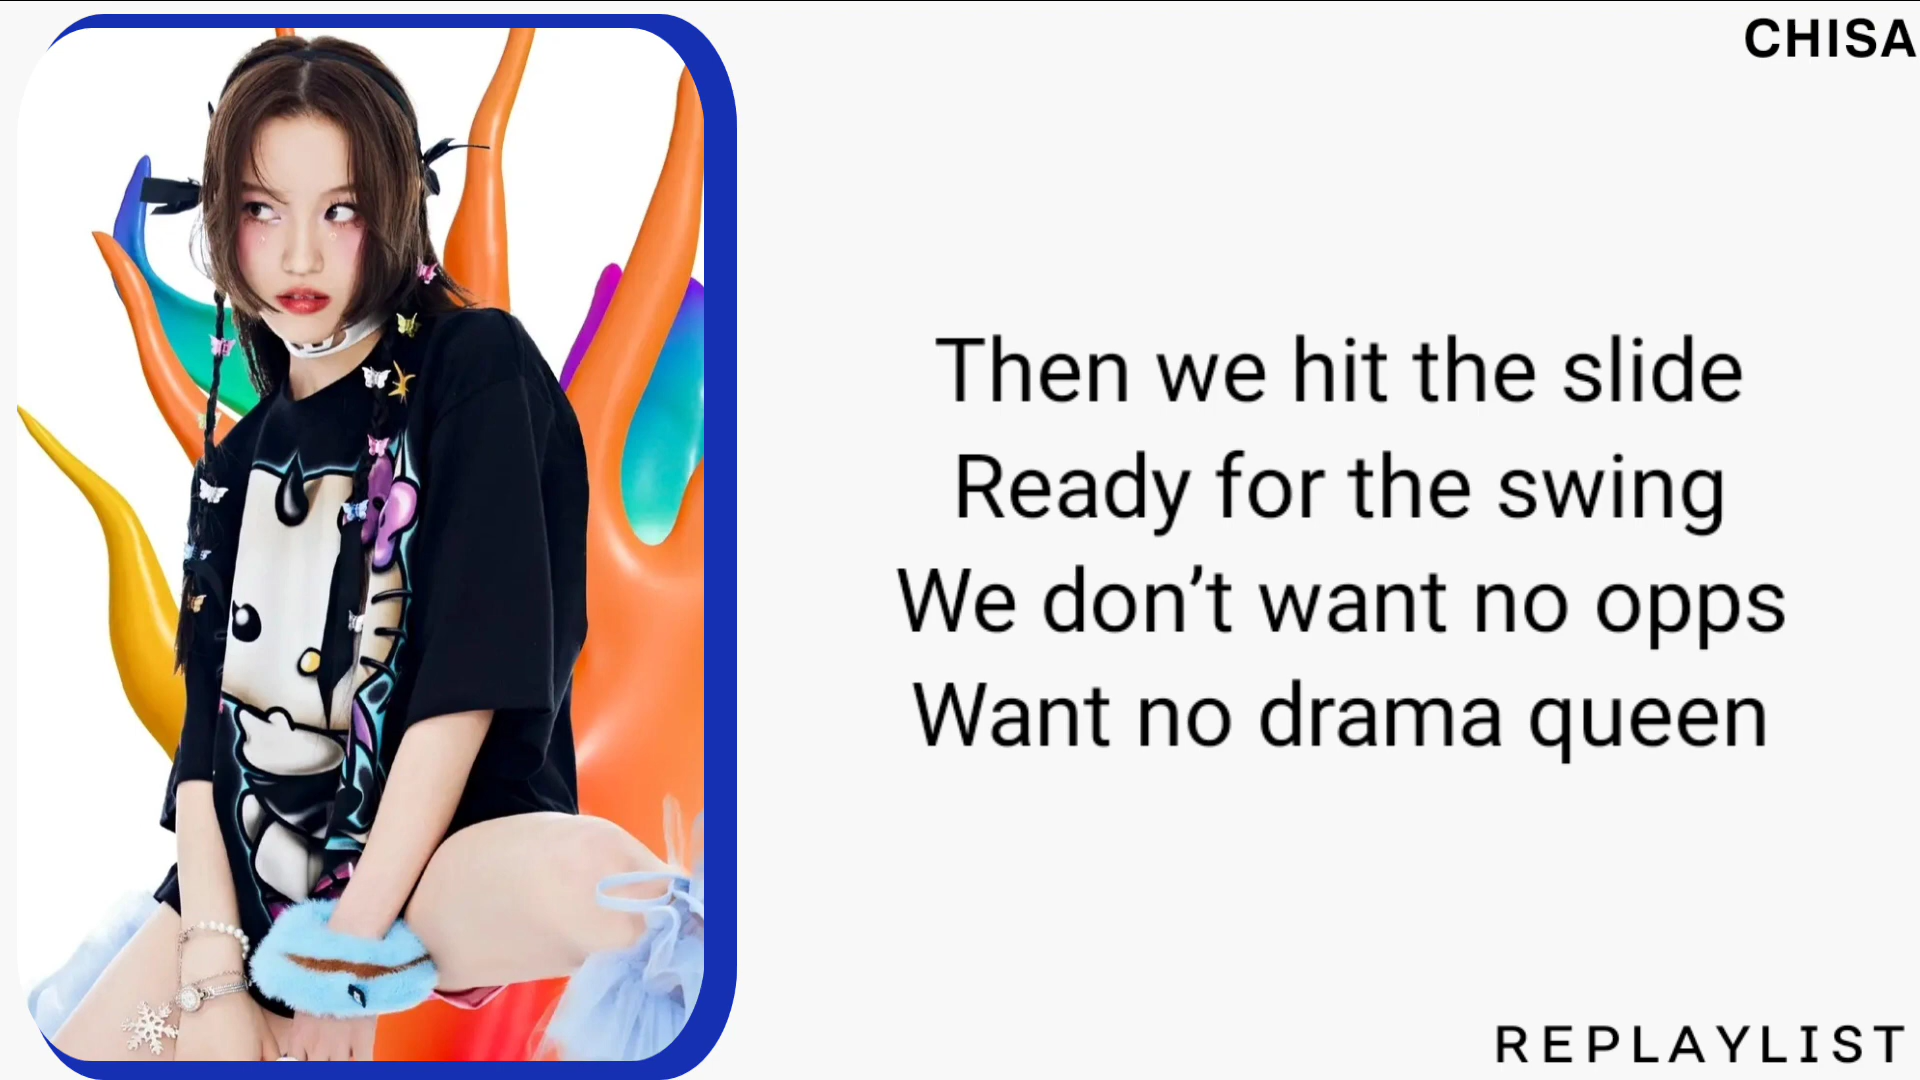 CHISA
Then we hit the slide
Ready for the swing
We don’t want no opps
Want no drama queen
REPLAYLIST